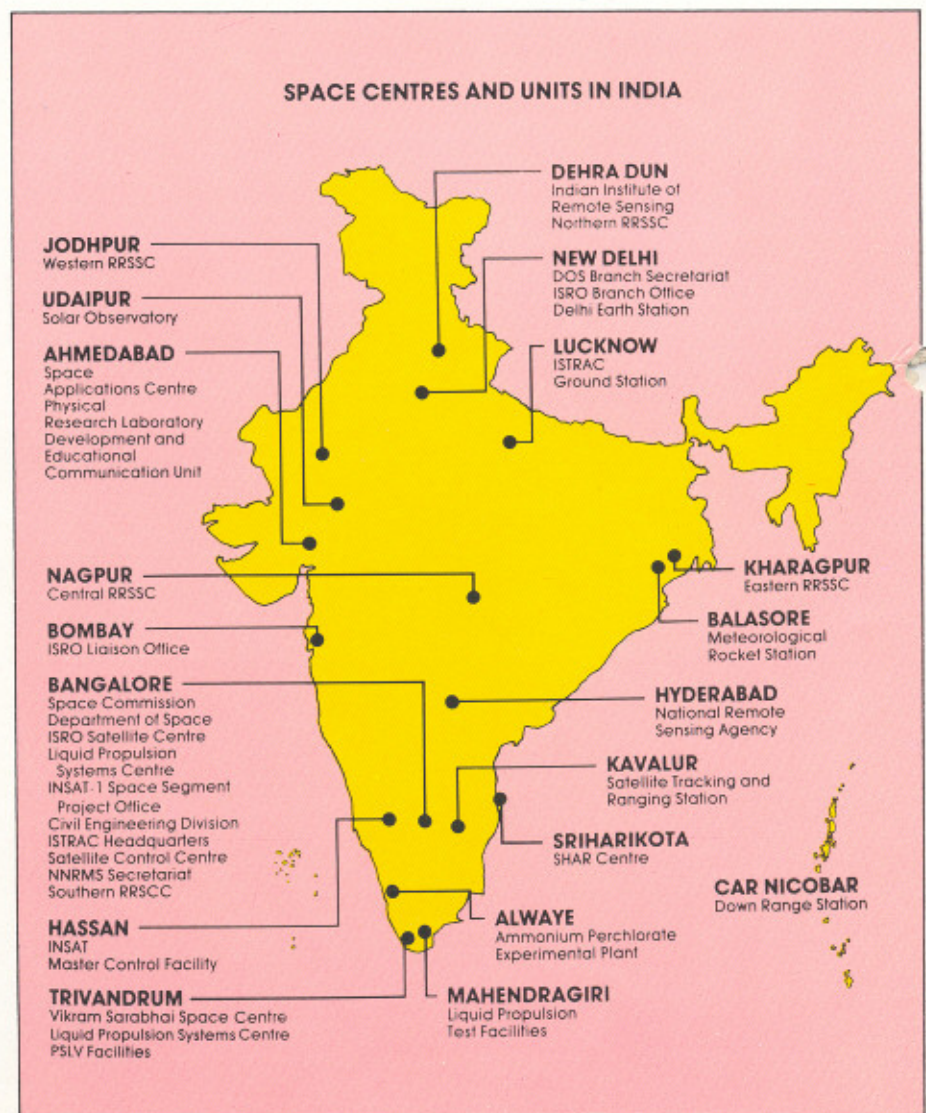 SPACE CENTRES AND UNITS IN INDIA
DEHRA DUN
Indian Institute of
Remote Sensing
Northern RRSSC
JODHPUR
Western RRSSC
NEW DELHI
DOS Branch Secretariat
ISRO Branch Office
Delhi Earth Station
UDAIPUR
Solar Observatory
LUCKNOW
ISTRAC
Ground Station
AHMEDABAD
Space
Applications Centre
Physical
Research Laboratory
Development and
Educational
Communication Unit
NAGPUR
Central RRSSC
KHARAGPUR
Eastern RRSSC
BOMBAY
ISRO Liaison Office
BALASORE
Meteorological
Rocket Station
BANGALORE
Space Commission
Department of Space
ISRO Satellite Centre
Liquid Propulsion
Systems Centre
INSAT-1 Space Segment
Project Office
Civil Engineering Division
ISTRAC Headquarters
Satellite Control Centre
NNRMS Secretariat
Southern RRSCC
HYDERABAD
National Remote
Sensing Agency
KAVALUR
Satellite Tracking and
Ranging Station
SRIHARIKOTA
SHAR Centre
CAR NICOBAR
Down Range Station
HASSAN
INSAT
Master Control Facility
ALWAYE
Ammonium Perchlorate
Experimental Plant
TRIVANDRUM
Vikram Sarabhai Space Centre
Liquid Propulsion Systems Centre
PSLV Facilities
MAHENDRAGIRI
Liquid Propulsion
Test Facilities